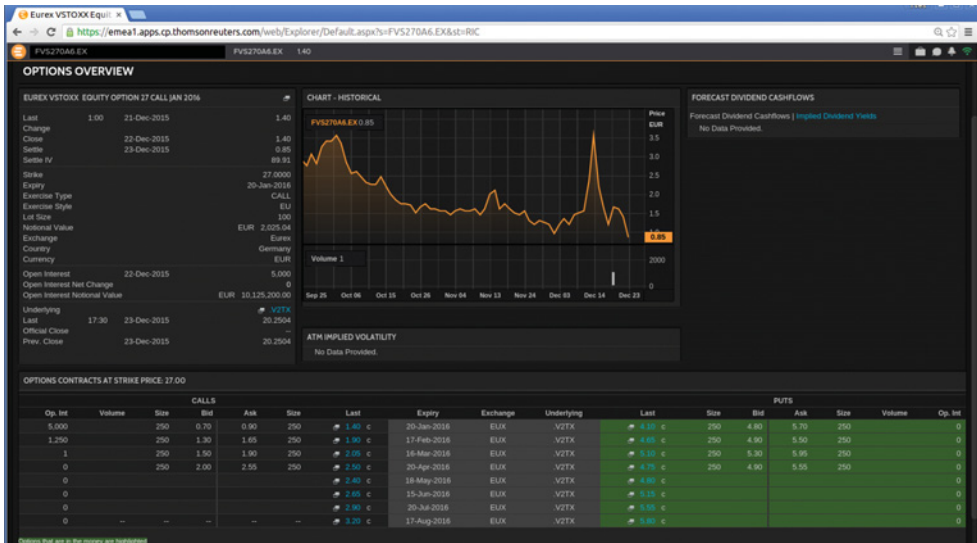 Eurex VSTOXX Equit ×
https://emea1.apps.cp.thomsonreuters.com/web/Explorer/Default.aspx?s=FVS270A6.EX&st=RIC
FVS270A6.EX FVS270A6.EX 1.40
OPTIONS OVERVIEW
EUREX VSTOXX EQUITY OPTION 27 CALL JAN 2016
Last 1:00 21-Dec-2015 1.40
Change
Close 22-Dec-2015 1.40
Settle 23-Dec-2015 0.85
Settle IV 89.91
Strike 27.0000
Expiry 20-Jan-2016
Exercise Type CALL
Exercise Style EU
Lot Size 100
Notional Value EUR 2,025.04
Exchange Eurex
Country Germany
Currency EUR
Open Interest 22-Dec-2015 5,000
Open Interest Net Change 0
Open Interest Notional Value EUR 10,125,200.00
Underlying .V2TX
Last 17:30 23-Dec-2015 20.2504
Official Close --
Prev. Close 23-Dec-2015 20.2504
CHART - HISTORICAL
FVS270A6.EX 0.85
Price
EUR
3.5
3.0
2.5
2.0
1.5
0.85
Volume 1
2000
0
Sep 25 Oct 06 Oct 15 Oct 26 Nov 04 Nov 13 Nov 24 Dec 03 Dec 14 Dec 23
ATM IMPLIED VOLATILITY
No Data Provided.
FORECAST DIVIDEND CASHFLOWS
Forecast Dividend Cashflows | Implied Dividend Yields
No Data Provided.
OPTIONS CONTRACTS AT STRIKE PRICE: 27.00
CALLS PUTS
Op. Int Volume Size Bid Ask Size Last Expiry Exchange Underlying Last Size Bid Ask Size Volume Op. Int
5,000 250 0.70 0.90 250 1.40 c 20-Jan-2016 EUX .V2TX 4.10 c 250 4.80 5.70 250 0
1,250 250 1.30 1.65 250 1.90 c 17-Feb-2016 EUX .V2TX 4.65 c 250 4.90 5.50 250 0
1 250 1.50 1.90 250 2.05 c 16-Mar-2016 EUX .V2TX 5.10 c 250 5.30 5.95 250 0
0 250 2.00 2.55 250 2.50 c 20-Apr-2016 EUX .V2TX 4.75 c 250 4.90 5.55 250 0
0 2.40 c 18-May-2016 EUX .V2TX 4.80 c 0
0 2.65 c 15-Jun-2016 EUX .V2TX 5.15 c 0
0 2.90 c 20-Jul-2016 EUX .V2TX 5.55 c 0
0 -- -- -- -- -- 3.20 c 17-Aug-2016 EUX .V2TX 5.80 c 0
Options that are in the money are highlighted